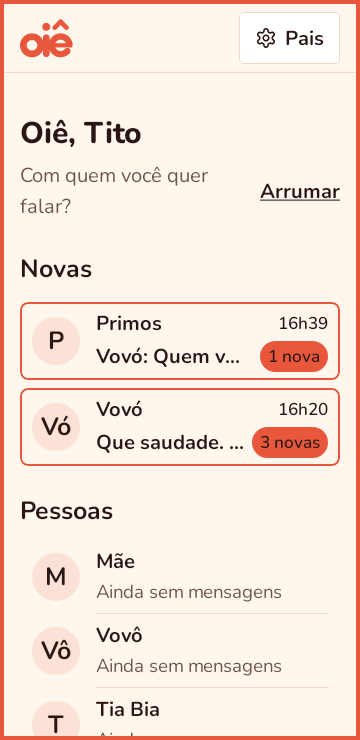 oiê
Pais
Oiê, Tito
Com quem você quer
falar?
Arrumar
Novas
P
Primos
16h39
Vovó: Quem v...
1 nova
Vó
Vovó
16h20
Que saudade. ...
3 novas
Pessoas
M
Mãe
Ainda sem mensagens
Vô
Vovô
Ainda sem mensagens
T
Tia Bia